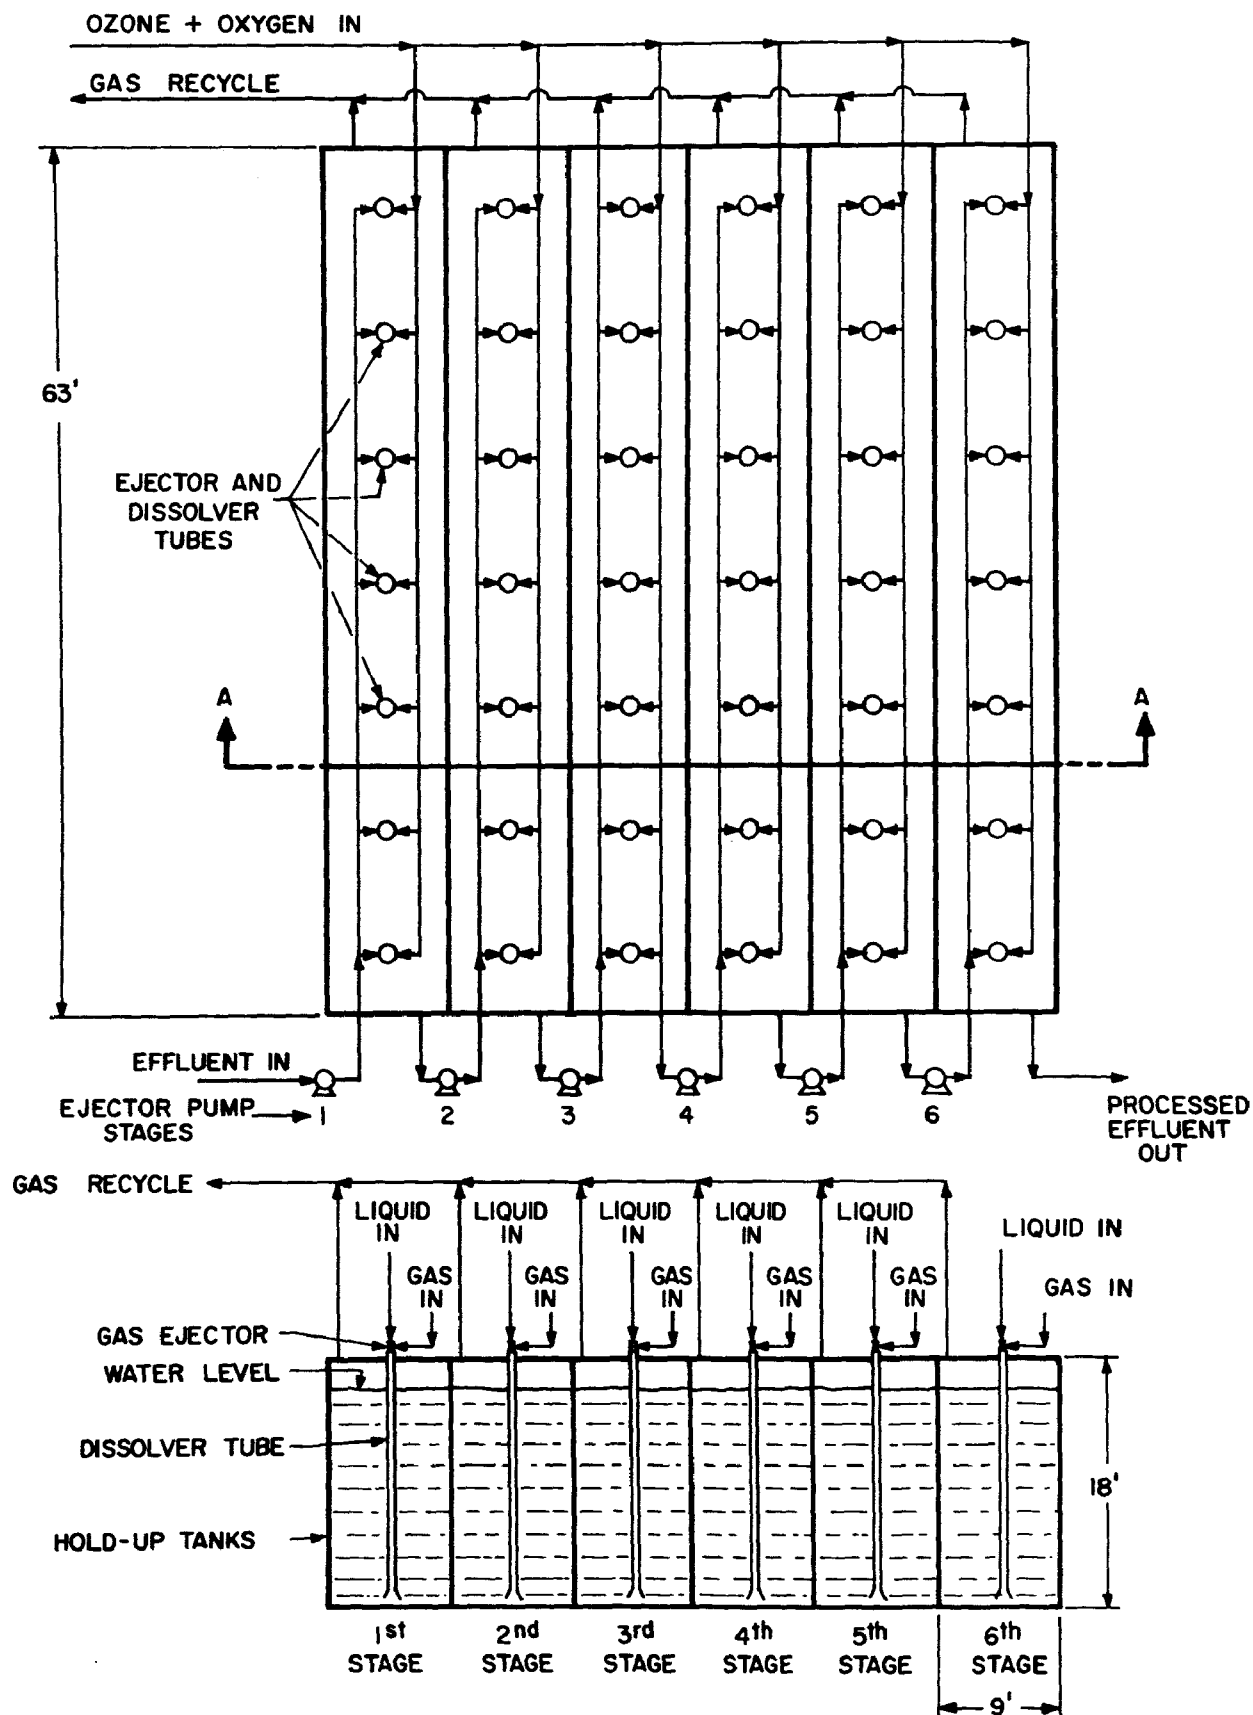 OZONE + OXYGEN IN
GAS RECYCLE
63'
EJECTOR AND
DISSOLVER
TUBES
A
A
EFFLUENT IN
EJECTOR PUMP
STAGES
1
2
3
4
5
6
PROCESSED
EFFLUENT
OUT
GAS RECYCLE
LIQUID
IN
LIQUID
IN
LIQUID
IN
LIQUID
IN
LIQUID
IN
LIQUID IN
GAS
IN
GAS
IN
GAS
IN
GAS
IN
GAS
IN
GAS IN
GAS EJECTOR
WATER LEVEL
DISSOLVER TUBE
HOLD-UP TANKS
18'
1st
STAGE
2nd
STAGE
3rd
STAGE
4th
STAGE
5th
STAGE
6th
STAGE
9'